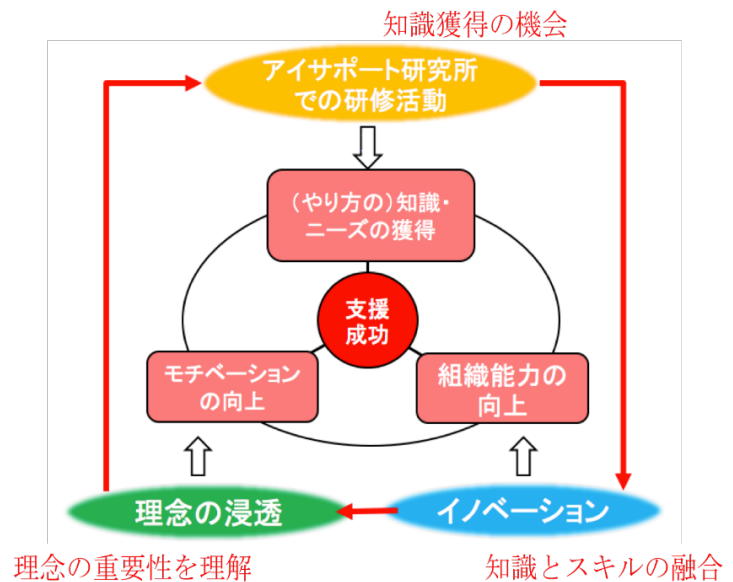 知識獲得の機会
アイサポート研究所
での研修活動
（やり方の）知識・
ニーズの獲得
支援
成功
モチベーション
の向上
組織能力の
向上
理念の浸透
イノベーション
理念の重要性を理解
知識とスキルの融合